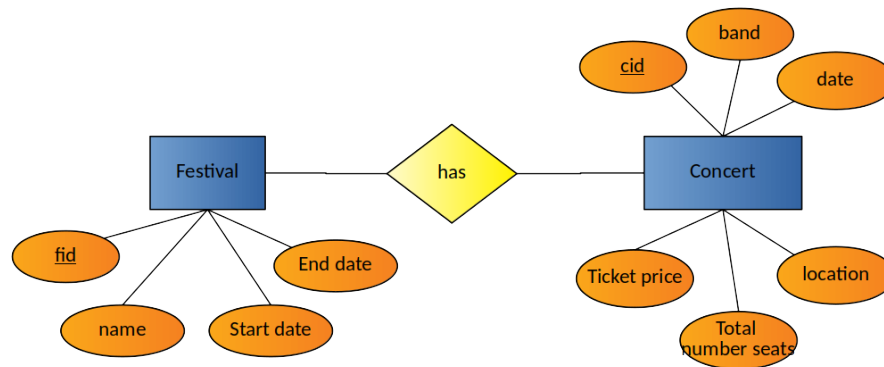 band
cid
date
Festival
has
Concert
fid
End date
Ticket price
location
name
Start date
Total
number seats